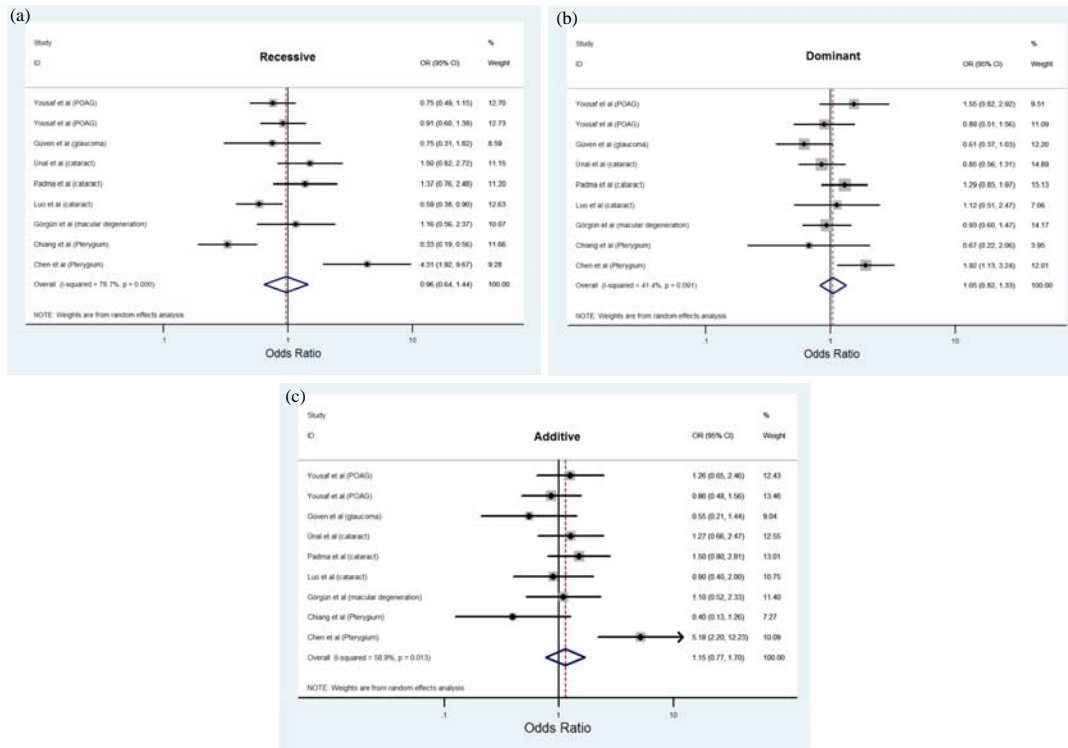 (a)
Study %
ID Recessive OR (95% CI) Weight
Yousaf et al (POAG) 0.75 (0.49, 1.15) 12.70
Yousaf et al (POAG) 0.91 (0.60, 1.38) 12.73
Güven et al (glaucoma) 0.75 (0.31, 1.82) 8.59
Ünal et al (cataract) 1.50 (0.82, 2.72) 11.15
Padma et al (cataract) 1.37 (0.76, 2.48) 11.20
Luo et al (cataract) 0.59 (0.38, 0.90) 12.63
Görgün et al (macular degeneration) 1.16 (0.56, 2.37) 10.07
Chiang et al (Pterygium) 0.33 (0.19, 0.56) 11.66
Chen et al (Pterygium) 4.31 (1.92, 9.67) 9.28
Overall (I-squared = 78.7%, p = 0.000) 0.96 (0.64, 1.44) 100.00
NOTE: Weights are from random effects analysis
.1 1 10
Odds Ratio
(b)
Study %
ID Dominant OR (95% CI) Weight
Yousaf et al (POAG) 1.55 (0.82, 2.92) 9.51
Yousaf et al (POAG) 0.89 (0.51, 1.56) 11.09
Güven et al (glaucoma) 0.61 (0.37, 1.03) 12.20
Ünal et al (cataract) 0.85 (0.56, 1.31) 14.89
Padma et al (cataract) 1.29 (0.85, 1.97) 15.13
Luo et al (cataract) 1.12 (0.51, 2.47) 7.06
Görgün et al (macular degeneration) 0.93 (0.60, 1.47) 14.17
Chiang et al (Pterygium) 0.67 (0.22, 2.06) 3.95
Chen et al (Pterygium) 1.92 (1.13, 3.24) 12.01
Overall (I-squared = 41.4%, p = 0.091) 1.05 (0.82, 1.33) 100.00
NOTE: Weights are from random effects analysis
.1 1 10
Odds Ratio
(c)
Study %
ID Additive OR (95% CI) Weight
Yousaf et al (POAG) 1.26 (0.65, 2.46) 12.43
Yousaf et al (POAG) 0.86 (0.48, 1.56) 13.46
Güven et al (glaucoma) 0.55 (0.21, 1.44) 9.04
Ünal et al (cataract) 1.27 (0.66, 2.47) 12.55
Padma et al (cataract) 1.50 (0.80, 2.81) 13.01
Luo et al (cataract) 0.90 (0.40, 2.00) 10.75
Görgün et al (macular degeneration) 1.10 (0.52, 2.33) 11.40
Chiang et al (Pterygium) 0.40 (0.13, 1.26) 7.27
Chen et al (Pterygium) 5.18 (2.20, 12.23) 10.09
Overall (I-squared = 58.9%, p = 0.013) 1.15 (0.77, 1.70) 100.00
NOTE: Weights are from random effects analysis
.1 1 10
Odds Ratio